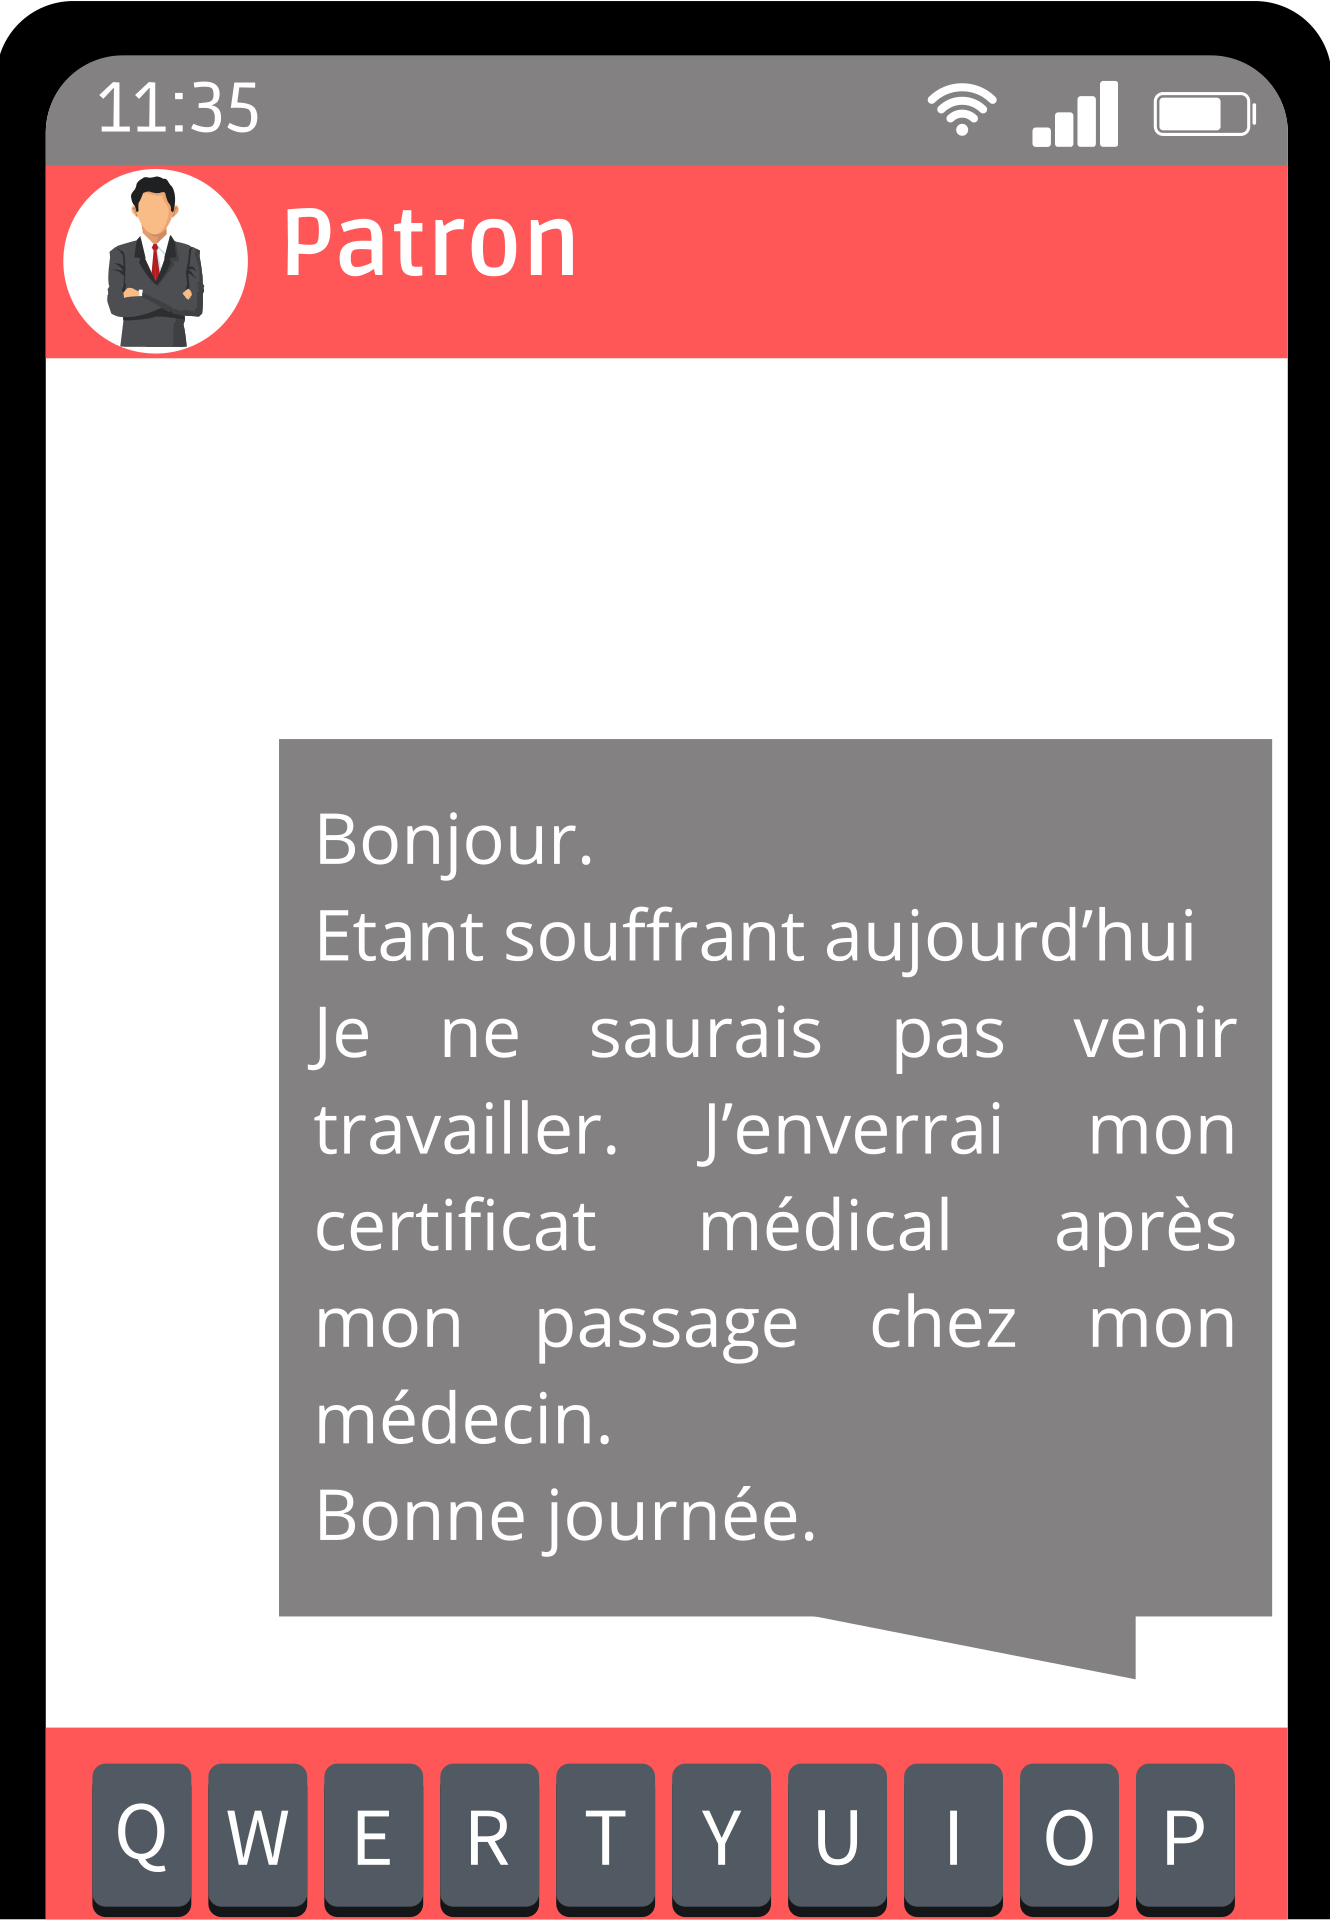 11:35
Patron
Bonjour.
Etant souffrant aujourd’hui
Je ne saurais pas venir
travailler. J’enverrai mon
certificat médical après
mon passage chez mon
médecin.
Bonne journée.
Q W E R T Y U I O P